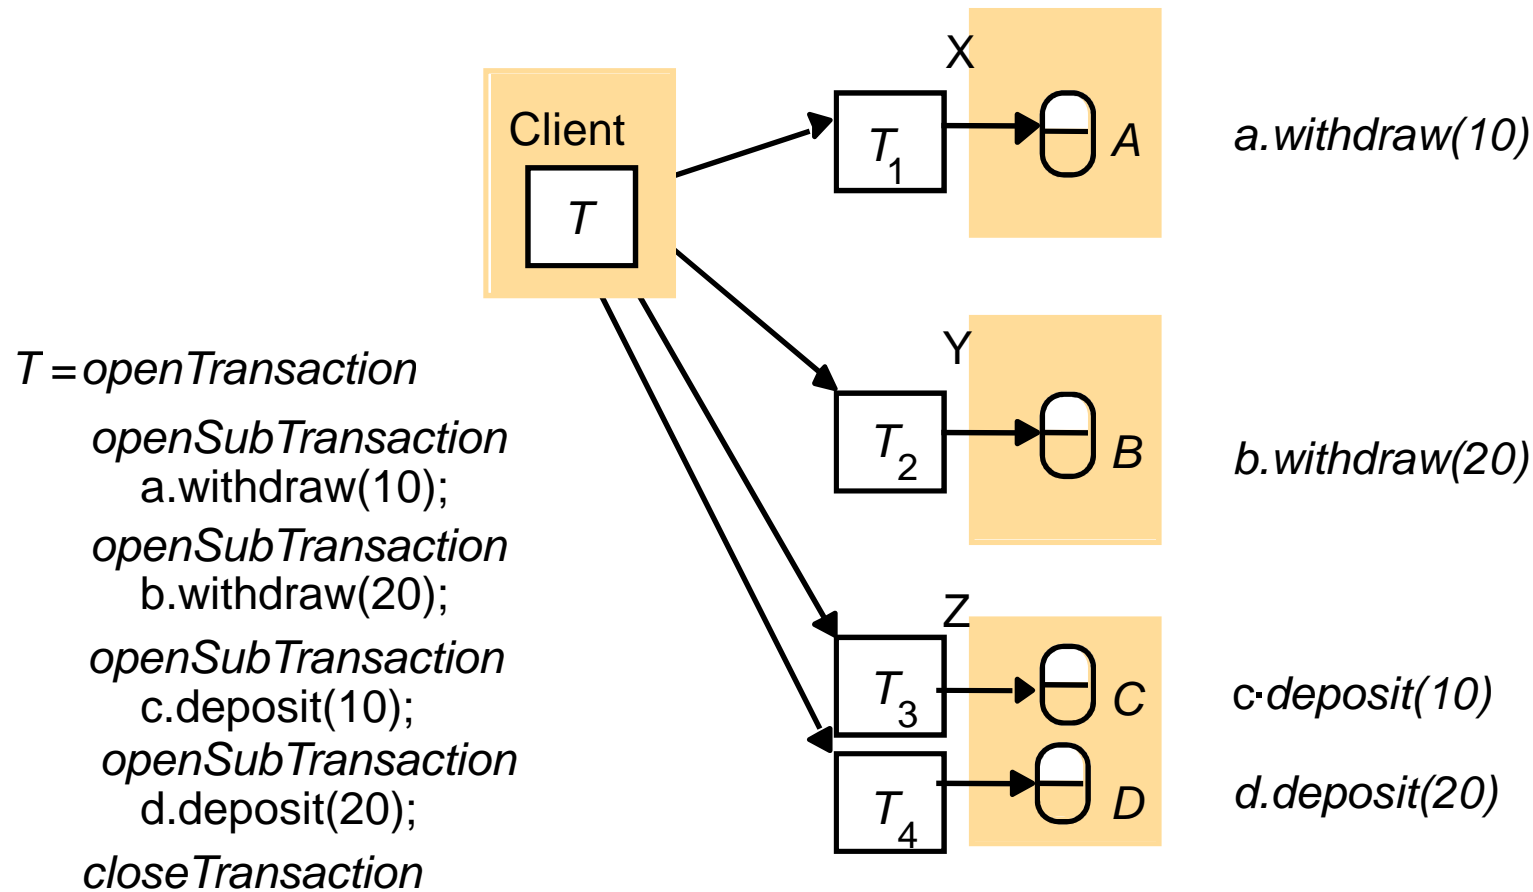 Client
T
X
T1
A
a.withdraw(10)
Y
T2
B
b.withdraw(20)
Z
T3
C
c.deposit(10)
T4
D
d.deposit(20)
T = openTransaction
openSubTransaction
a.withdraw(10);
openSubTransaction
b.withdraw(20);
openSubTransaction
c.deposit(10);
openSubTransaction
d.deposit(20);
closeTransaction